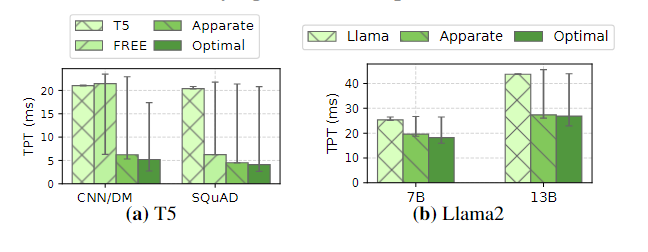 T5
Apparate
FREE
Optimal
TPT (ms)
20
15
10
5
0
CNN/DM
SQuAD
(a) T5
Llama
Apparate
Optimal
TPT (ms)
40
30
20
10
0
7B
13B
(b) Llama2